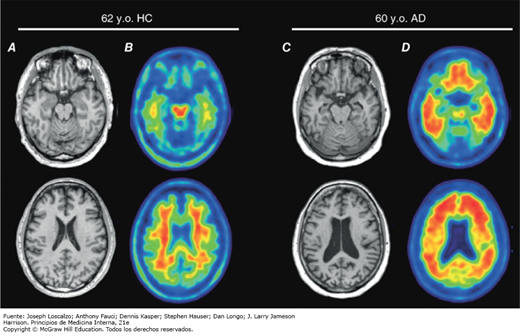 62 y.o. HC
60 y.o. AD
A
B
C
D
Fuente: Joseph Loscalzo; Anthony Fauci; Dennis Kasper; Stephen Hauser; Dan Longo; J. Larry Jameson
Harrison. Principios de Medicina Interna, 21e
Copyright © McGraw Hill Education. Todos los derechos reservados.